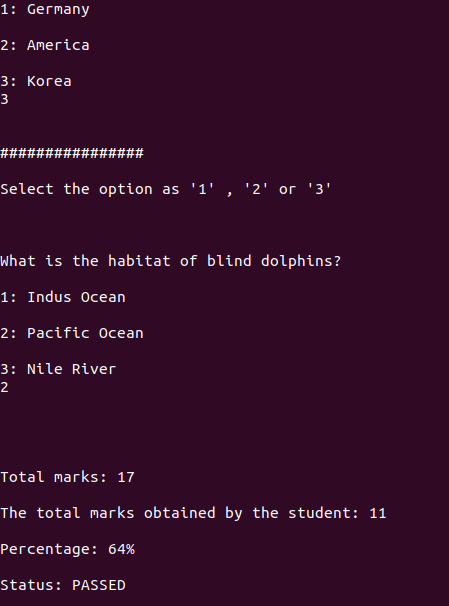 1: Germany
2: America
3: Korea
3
################
Select the option as '1' , '2' or '3'
What is the habitat of blind dolphins?
1: Indus Ocean
2: Pacific Ocean
3: Nile River
2
Total marks: 17
The total marks obtained by the student: 11
Percentage: 64%
Status: PASSED